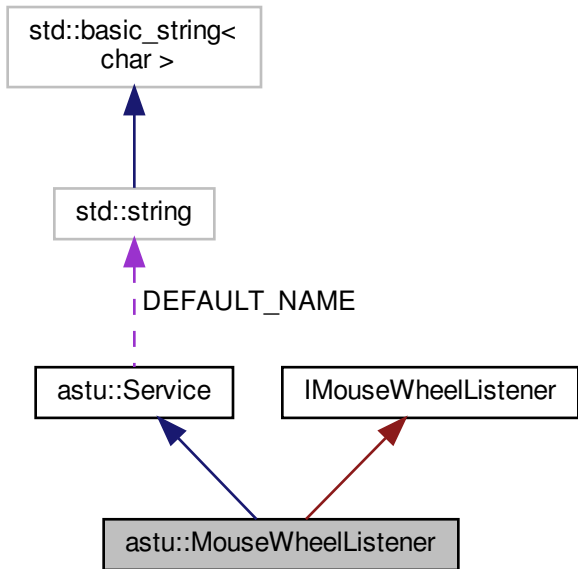 std::basic_string<
char >
std::string
DEFAULT_NAME
astu::Service
IMouseWheelListener
astu::MouseWheelListener